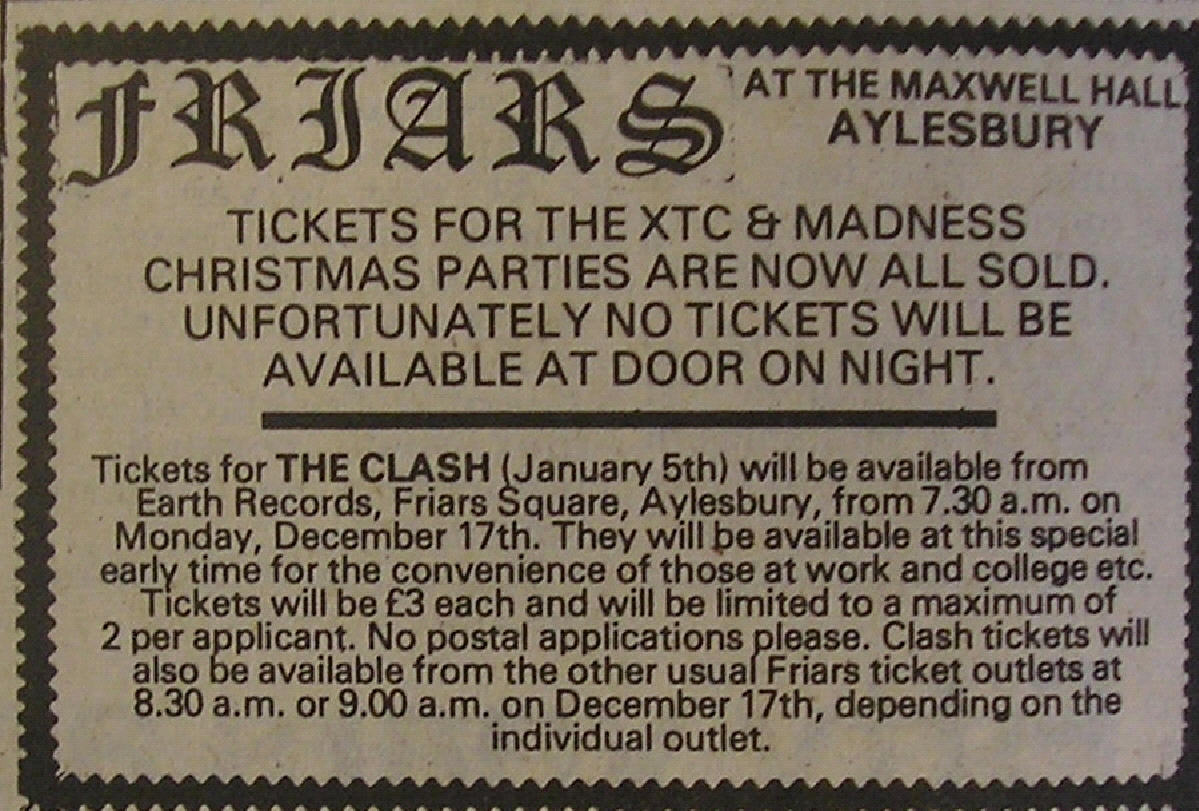 FRIARS AT THE MAXWELL HALL
AYLESBURY
TICKETS FOR THE XTC & MADNESS
CHRISTMAS PARTIES ARE NOW ALL SOLD.
UNFORTUNATELY NO TICKETS WILL BE
AVAILABLE AT DOOR ON NIGHT.
Tickets for THE CLASH (January 5th) will be available from
Earth Records, Friars Square, Aylesbury, from 7.30 a.m. on
Monday, December 17th. They will be available at this special
early time for the convenience of those at work and college etc.
Tickets will be £3 each and will be limited to a maximum of
2 per applicant. No postal applications please. Clash tickets will
also be available from the other usual Friars ticket outlets at
8.30 a.m. or 9.00 a.m. on December 17th, depending on the
individual outlet.